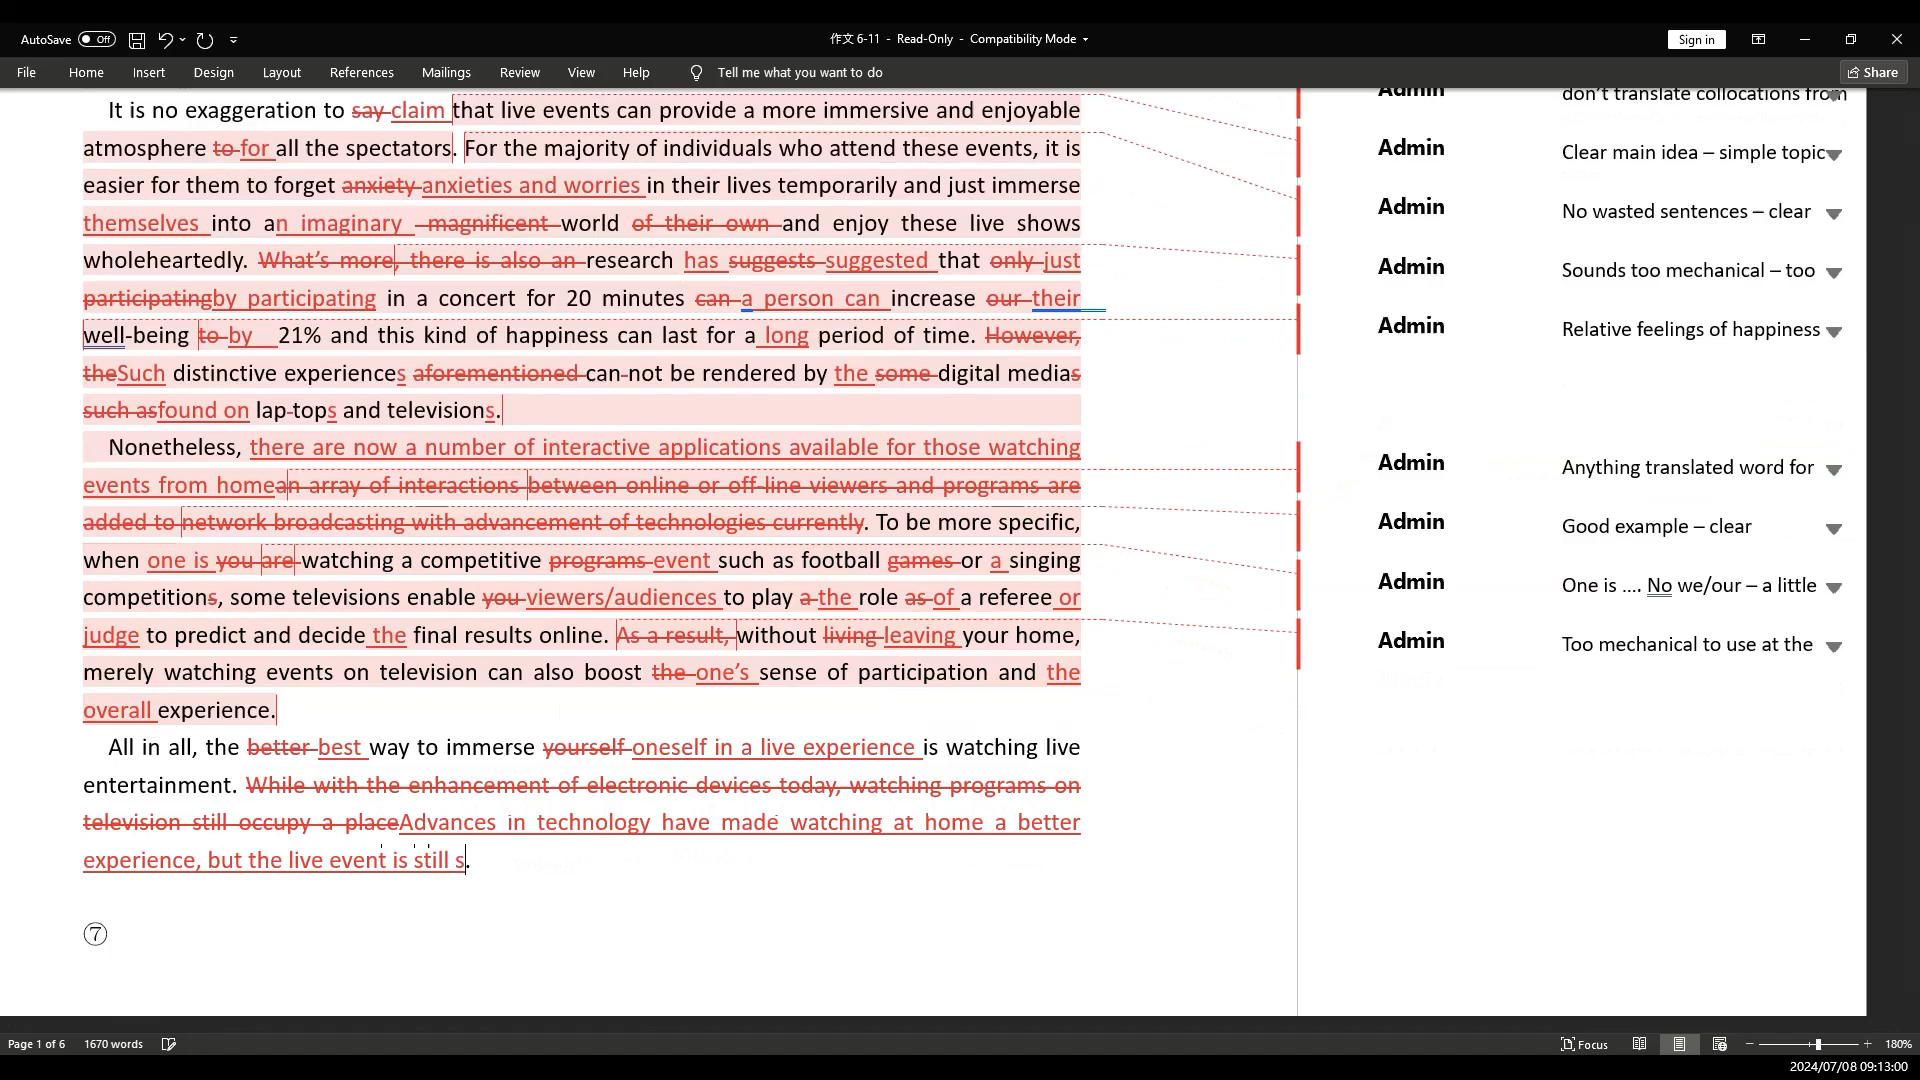 AutoSave Off 作文 6-11 - Read-Only - Compatibility Mode Sign in
File Home Insert Design Layout References Mailings Review View Help Tell me what you want to do Share
It is no exaggeration to say claim that live events can provide a more immersive and enjoyable
atmosphere to for all the spectators. For the majority of individuals who attend these events, it is
easier for them to forget anxiety anxieties and worries in their lives temporarily and just immerse
themselves into an imaginary magnificent world of their own and enjoy these live shows
wholeheartedly. What's more, there is also an research has suggests suggested that only just
participatingby participating in a concert for 20 minutes can a person can increase our their
well-being to by 21% and this kind of happiness can last for a long period of time. However,
theSuch distinctive experiences aforementioned can-not be rendered by the some digital medias
such asfound on lap-tops and televisions.
Nonetheless, there are now a number of interactive applications available for those watching
events from homean array of interactions between online or off-line viewers and programs are
added to network broadcasting with advancement of technologies currently. To be more specific,
when one is you are watching a competitive programs event such as football games or a singing
competitions, some televisions enable you viewers/audiences to play a the role as of a referee or
judge to predict and decide the final results online. As a result, without living leaving your home,
merely watching events on television can also boost the one's sense of participation and the
overall experience.
All in all, the better best way to immerse yourself oneself in a live experience is watching live
entertainment. While with the enhancement of electronic devices today, watching programs on
television still occupy a placeAdvances in technology have made watching at home a better
experience, but the live event is still s.
⑦
Admin don't translate collocations from
Admin Clear main idea – simple topic
Admin No wasted sentences – clear
Admin Sounds too mechanical – too
Admin Relative feelings of happiness
Admin Anything translated word for
Admin Good example – clear
Admin One is .... No we/our – a little
Admin Too mechanical to use at the
Page 1 of 6 1670 words Focus 180%
2024/07/08 09:13:00